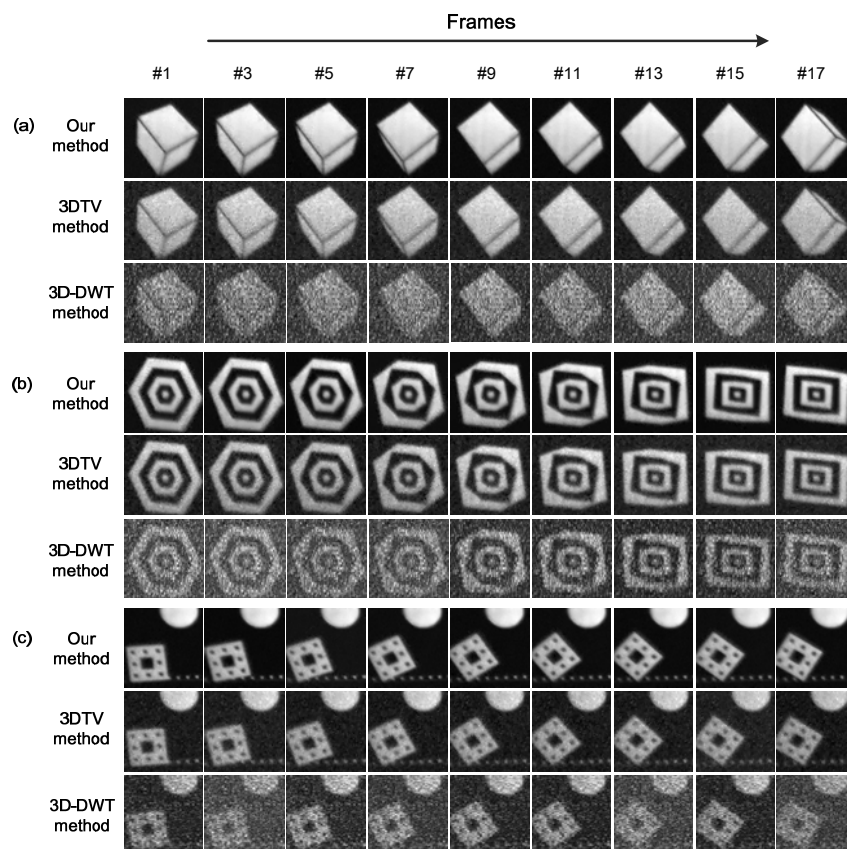 Frames
#1 #3 #5 #7 #9 #11 #13 #15 #17
(a) Our
method
3DTV
method
3D-DWT
method
(b) Our
method
3DTV
method
3D-DWT
method
(c) Our
method
3DTV
method
3D-DWT
method